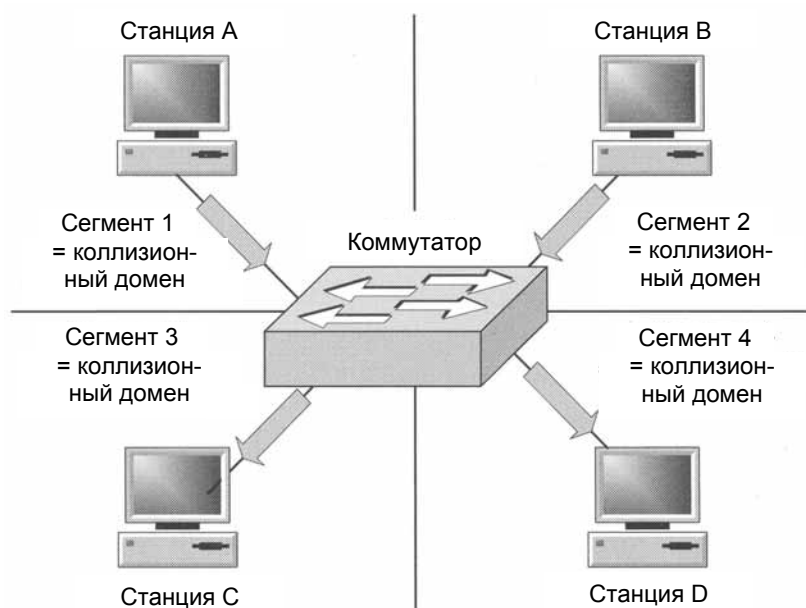 Станция A
Станция B
Сегмент 1
= коллизион-
ный домен
Коммутатор
Сегмент 2
= коллизион-
ный домен
Сегмент 3
= коллизион-
ный домен
Сегмент 4
= коллизион-
ный домен
Станция C
Станция D